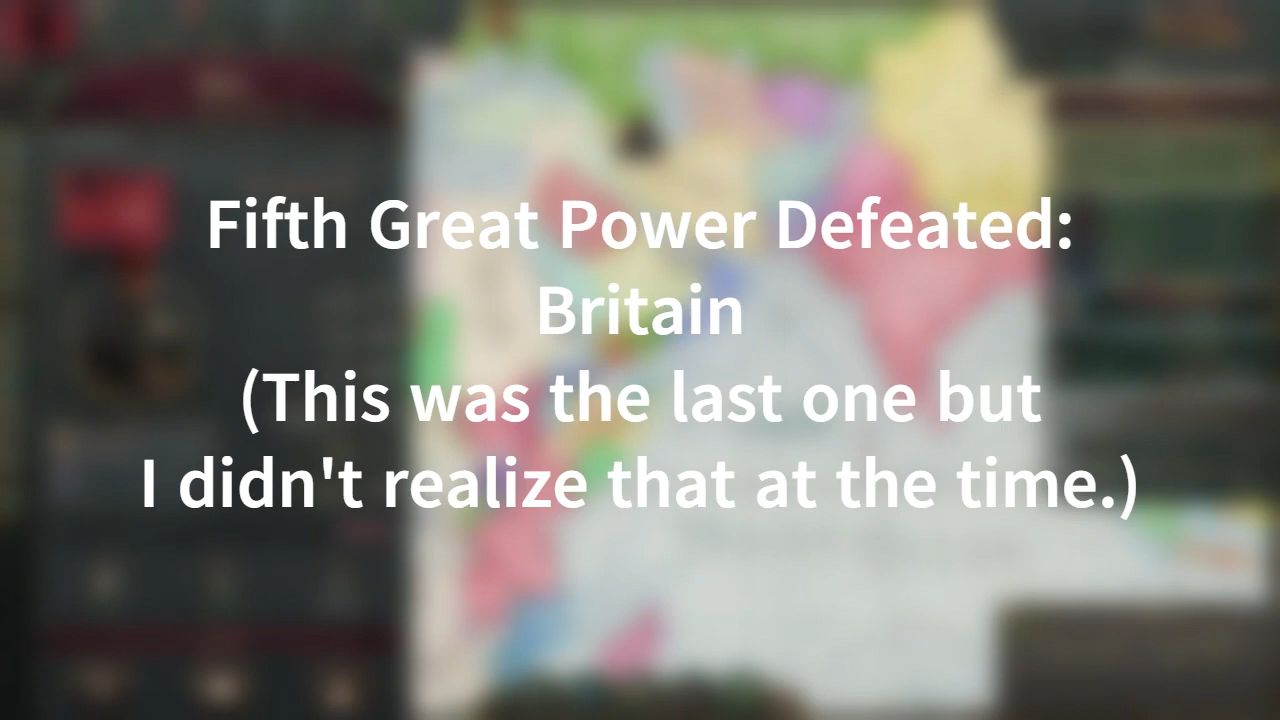 Fifth Great Power Defeated:
Britain
(This was the last one but
I didn't realize that at the time.)